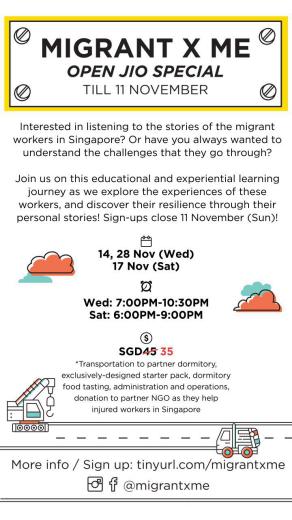 MIGRANT X ME
OPEN JIO SPECIAL
TILL 11 NOVEMBER
Interested in listening to the stories of the migrant
workers in Singapore? Or have you always wanted to
understand the challenges that they go through?
Join us on this educational and experiential learning
journey as we explore the experiences of these
workers, and discover their resilience through their
personal stories! Sign-ups close 11 November (Sun)!
14, 28 Nov (Wed)
17 Nov (Sat)
Wed: 7:00PM-10:30PM
Sat: 6:00PM-9:00PM
$
SGD45 35
*Transportation to partner dormitory,
exclusively-designed starter pack, dormitory
food tasting, administration and operations,
donation to partner NGO as they help
injured workers in Singapore
More info / Sign up: tinyurl.com/migrantxme
@migrantxme